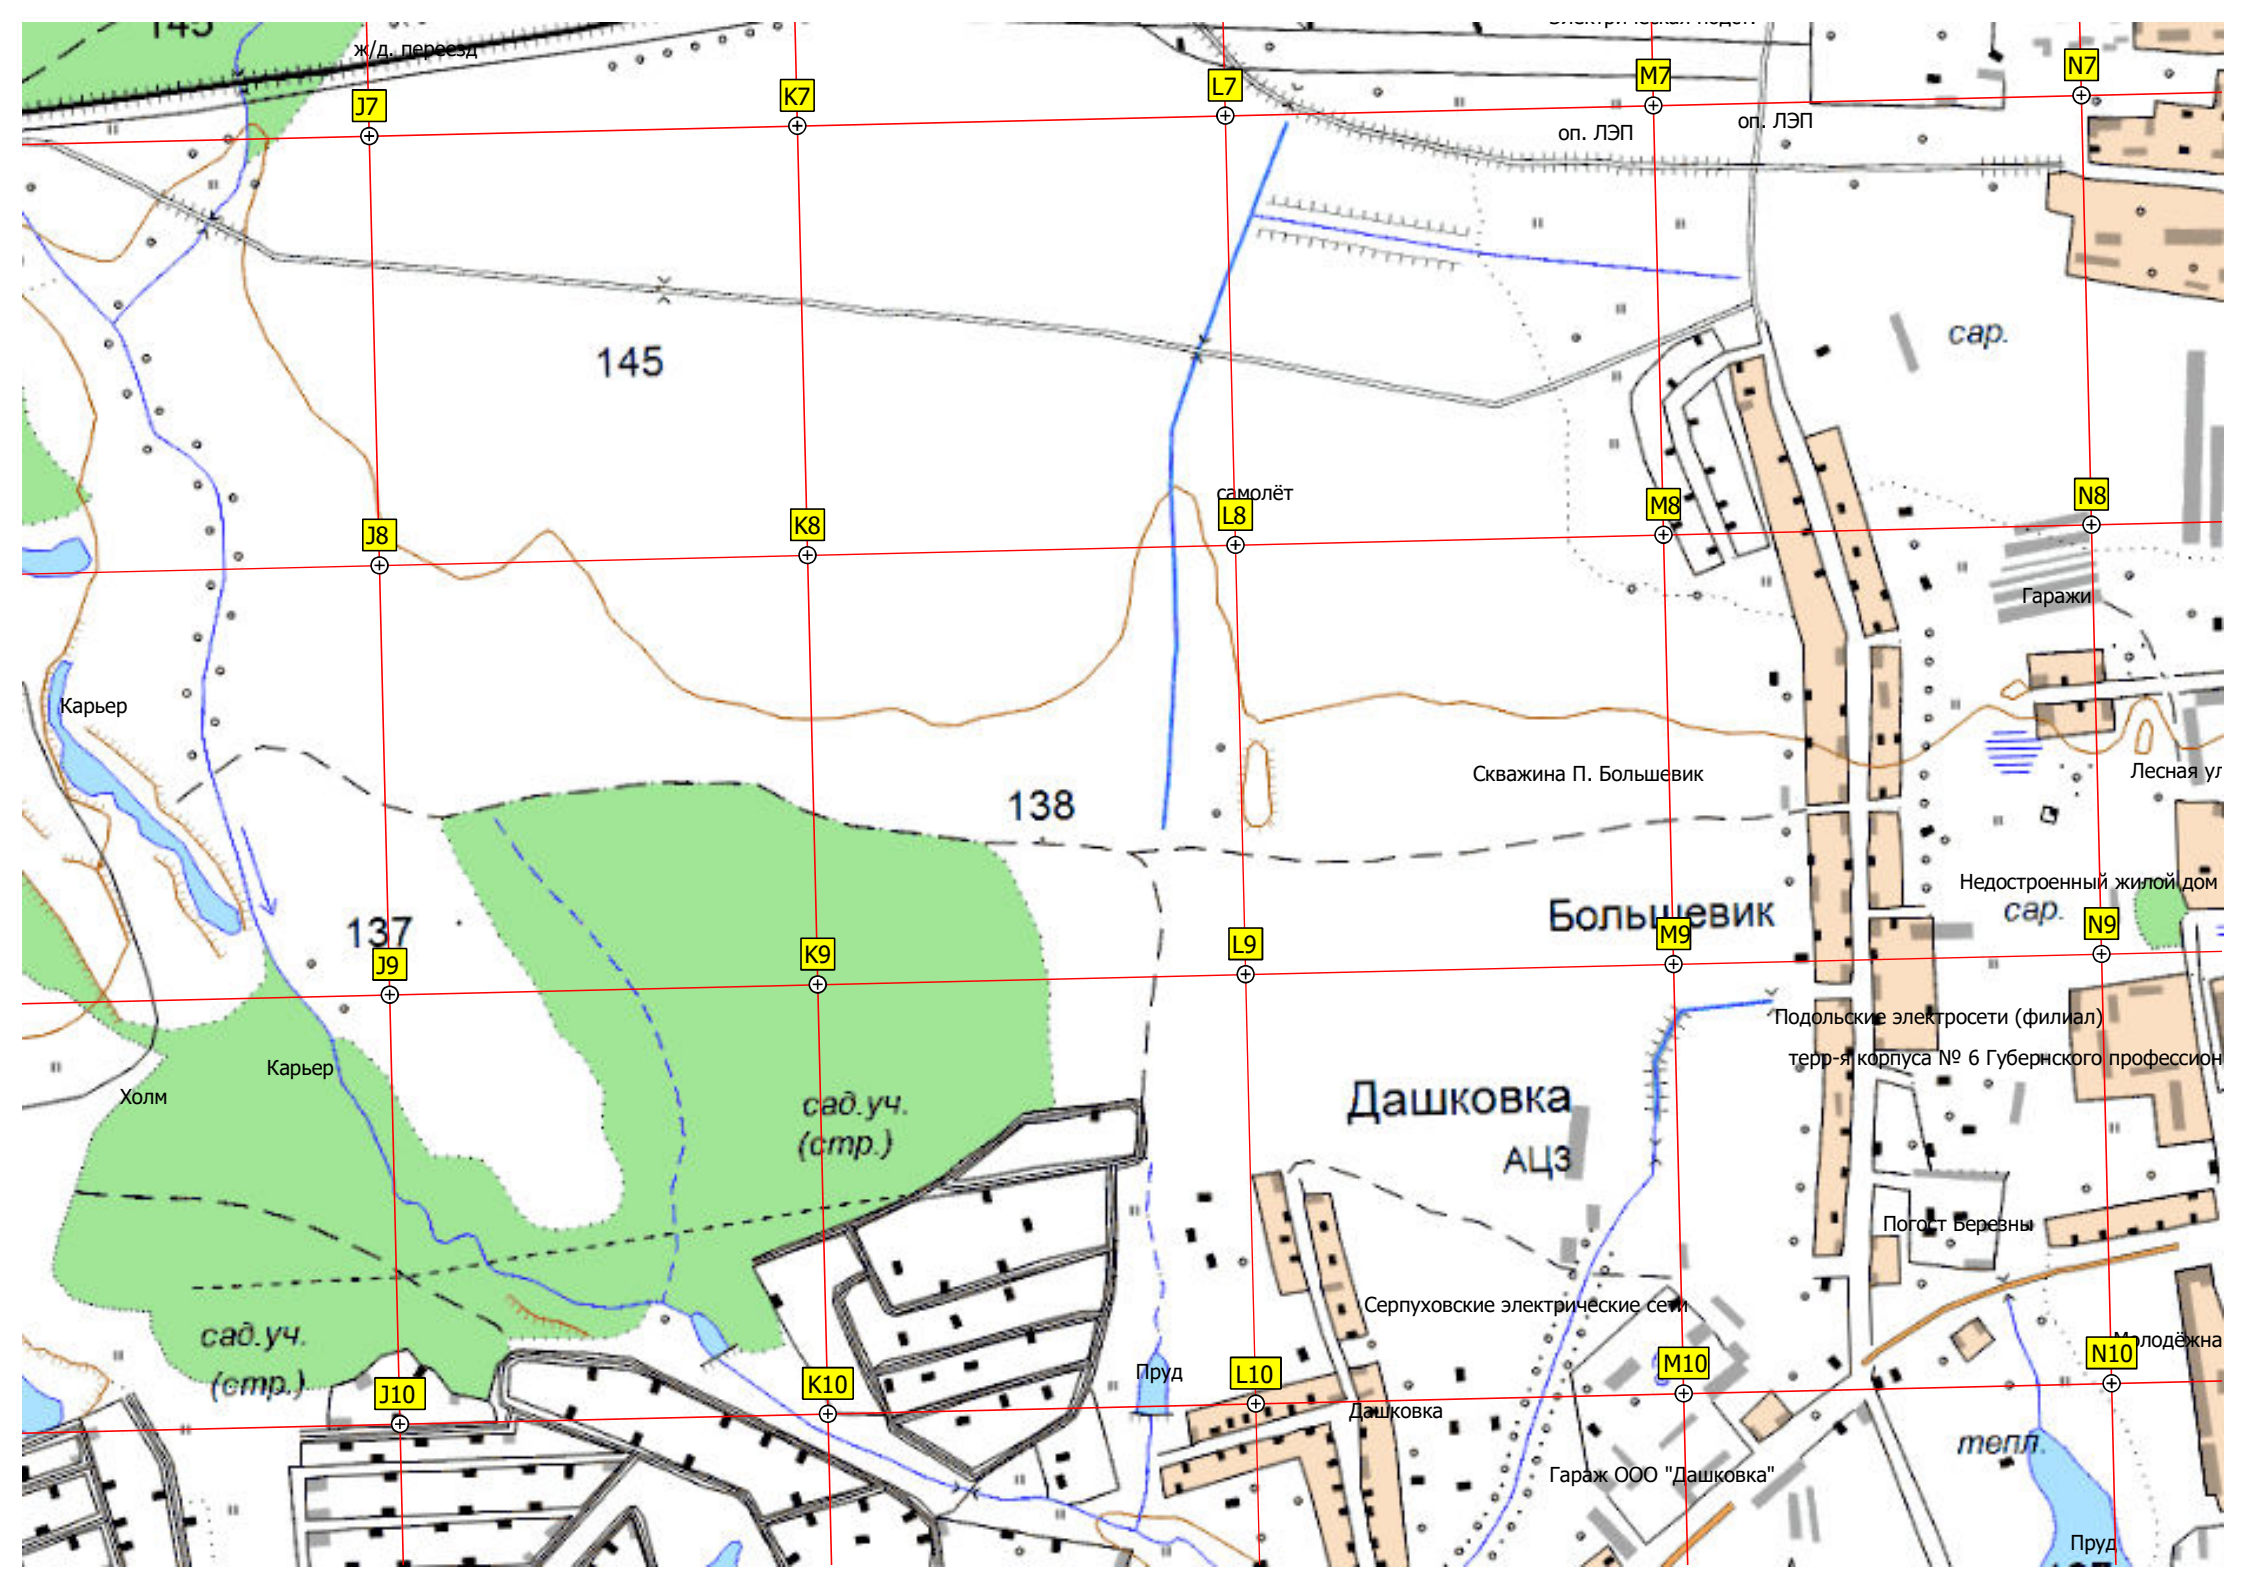 145
ж/д. переезд
J7
K7
L7
M7
N7
оп. ЛЭП
оп. ЛЭП
145
сар.
самолёт
J8
K8
L8
M8
N8
Гаражи
Карьер
138
Скважина П. Большевик
Лесная ул
137
Большевик
Недостроенный жилой дом
сар.
J9
K9
L9
M9
N9
Подольские электросети (филиал)
терр-я корпуса № 6 Губернского профессион
Карьер
Холм
сад.уч.
(стр.)
Дашковка
АЦЗ
Погост Березны
Серпуховские электрические сети
сад.уч.
(стр.)
Пруд
Молодёжна
J10
K10
L10
M10
N10
Дашковка
тепл.
Гараж ООО "Дашковка"
Пруд